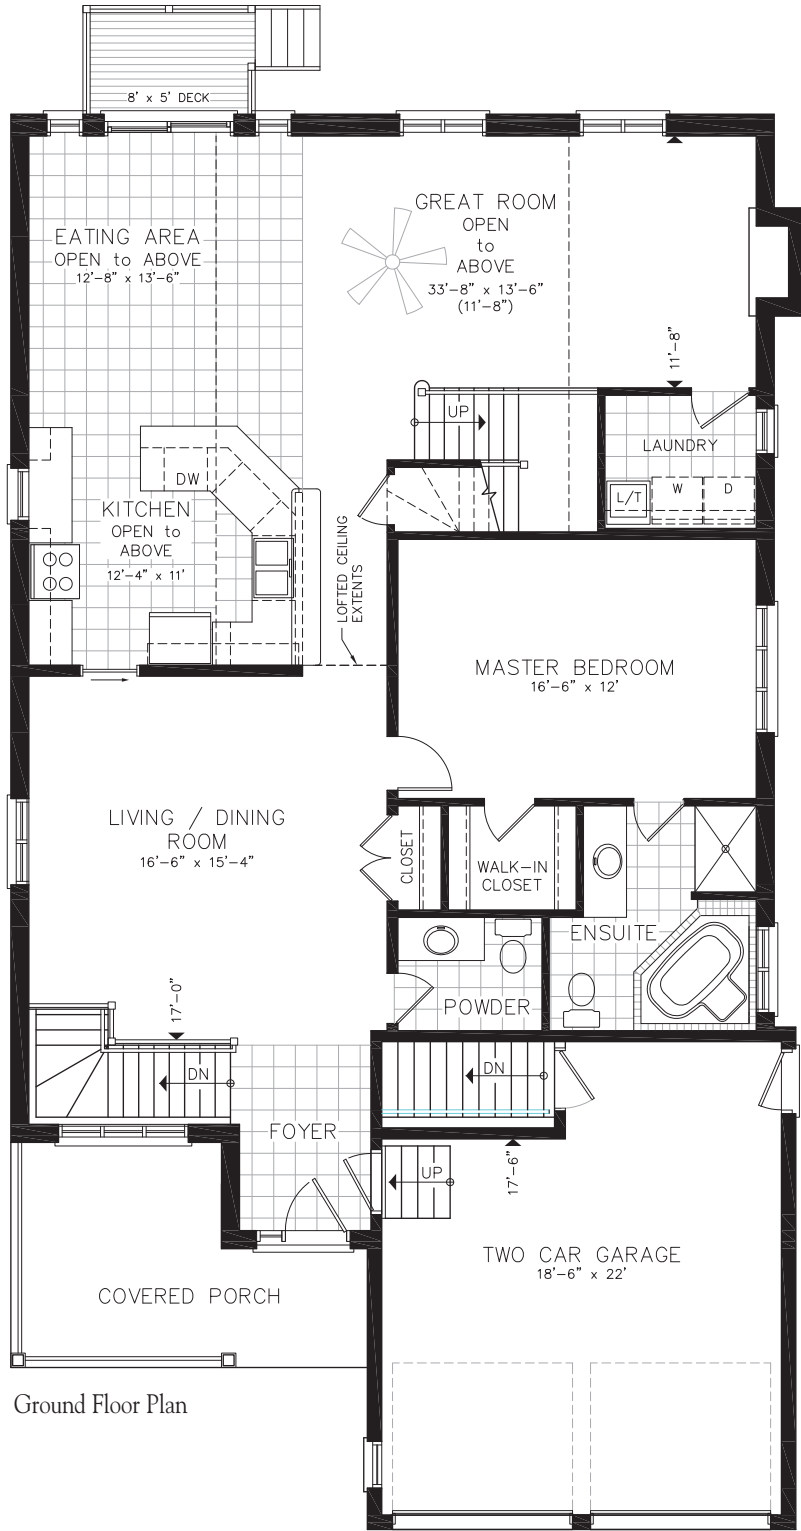 8' x 5' DECK
EATING AREA
OPEN to ABOVE
12'-8" x 13'-6"
GREAT ROOM
OPEN
to
ABOVE
33'-8" x 13'-6"
(11'-8")
11'-8"
UP
LAUNDRY
L/T
W
D
DW
KITCHEN
OPEN to
ABOVE
12'-4" x 11'
LOFTED CEILING
EXTENTS
MASTER BEDROOM
16'-6" x 12'
LIVING / DINING
ROOM
16'-6" x 15'-4"
CLOSET
WALK-IN
CLOSET
ENSUITE
POWDER
17'-0"
DN
DN
FOYER
UP
17'-6"
TWO CAR GARAGE
18'-6" x 22'
COVERED PORCH
Ground Floor Plan